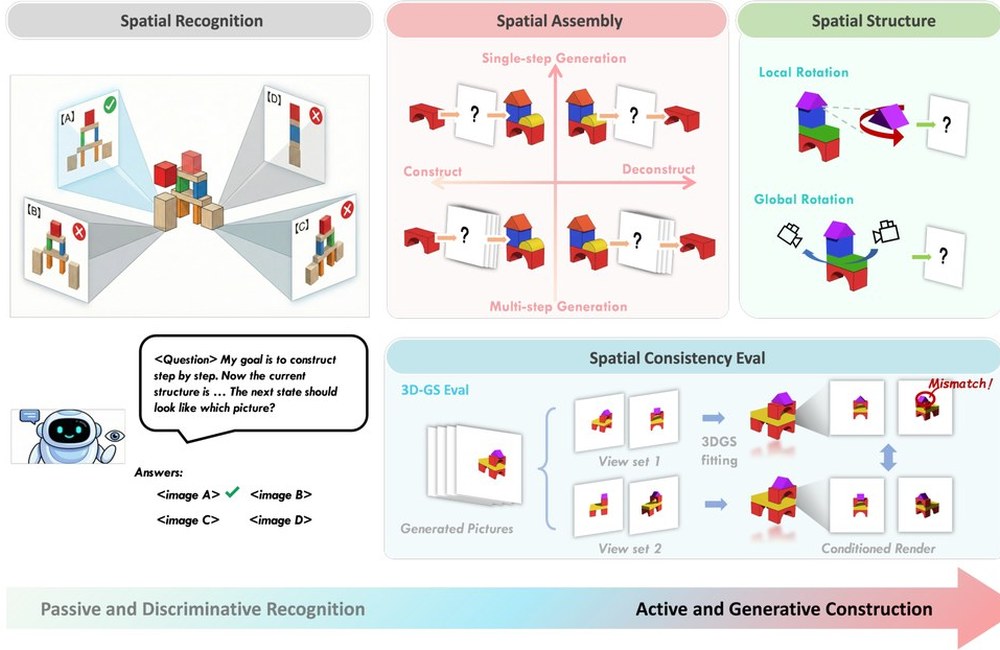 Spatial Recognition
【A】
【D】
【B】
【C】
<Question> My goal is to construct
step by step. Now the current
structure is ... The next state should
look like which picture?
Answers:
<image A> ✓ <image B>
<image C> <image D>
Spatial Assembly
Single-step Generation
?
?
Construct
Deconstruct
?
?
Multi-step Generation
Spatial Structure
Local Rotation
?
Global Rotation
?
Spatial Consistency Eval
3D-GS Eval
Generated Pictures
View set 1
View set 2
3DGS
fitting
Mismatch!
Conditioned Render
Passive and Discriminative Recognition
Active and Generative Construction